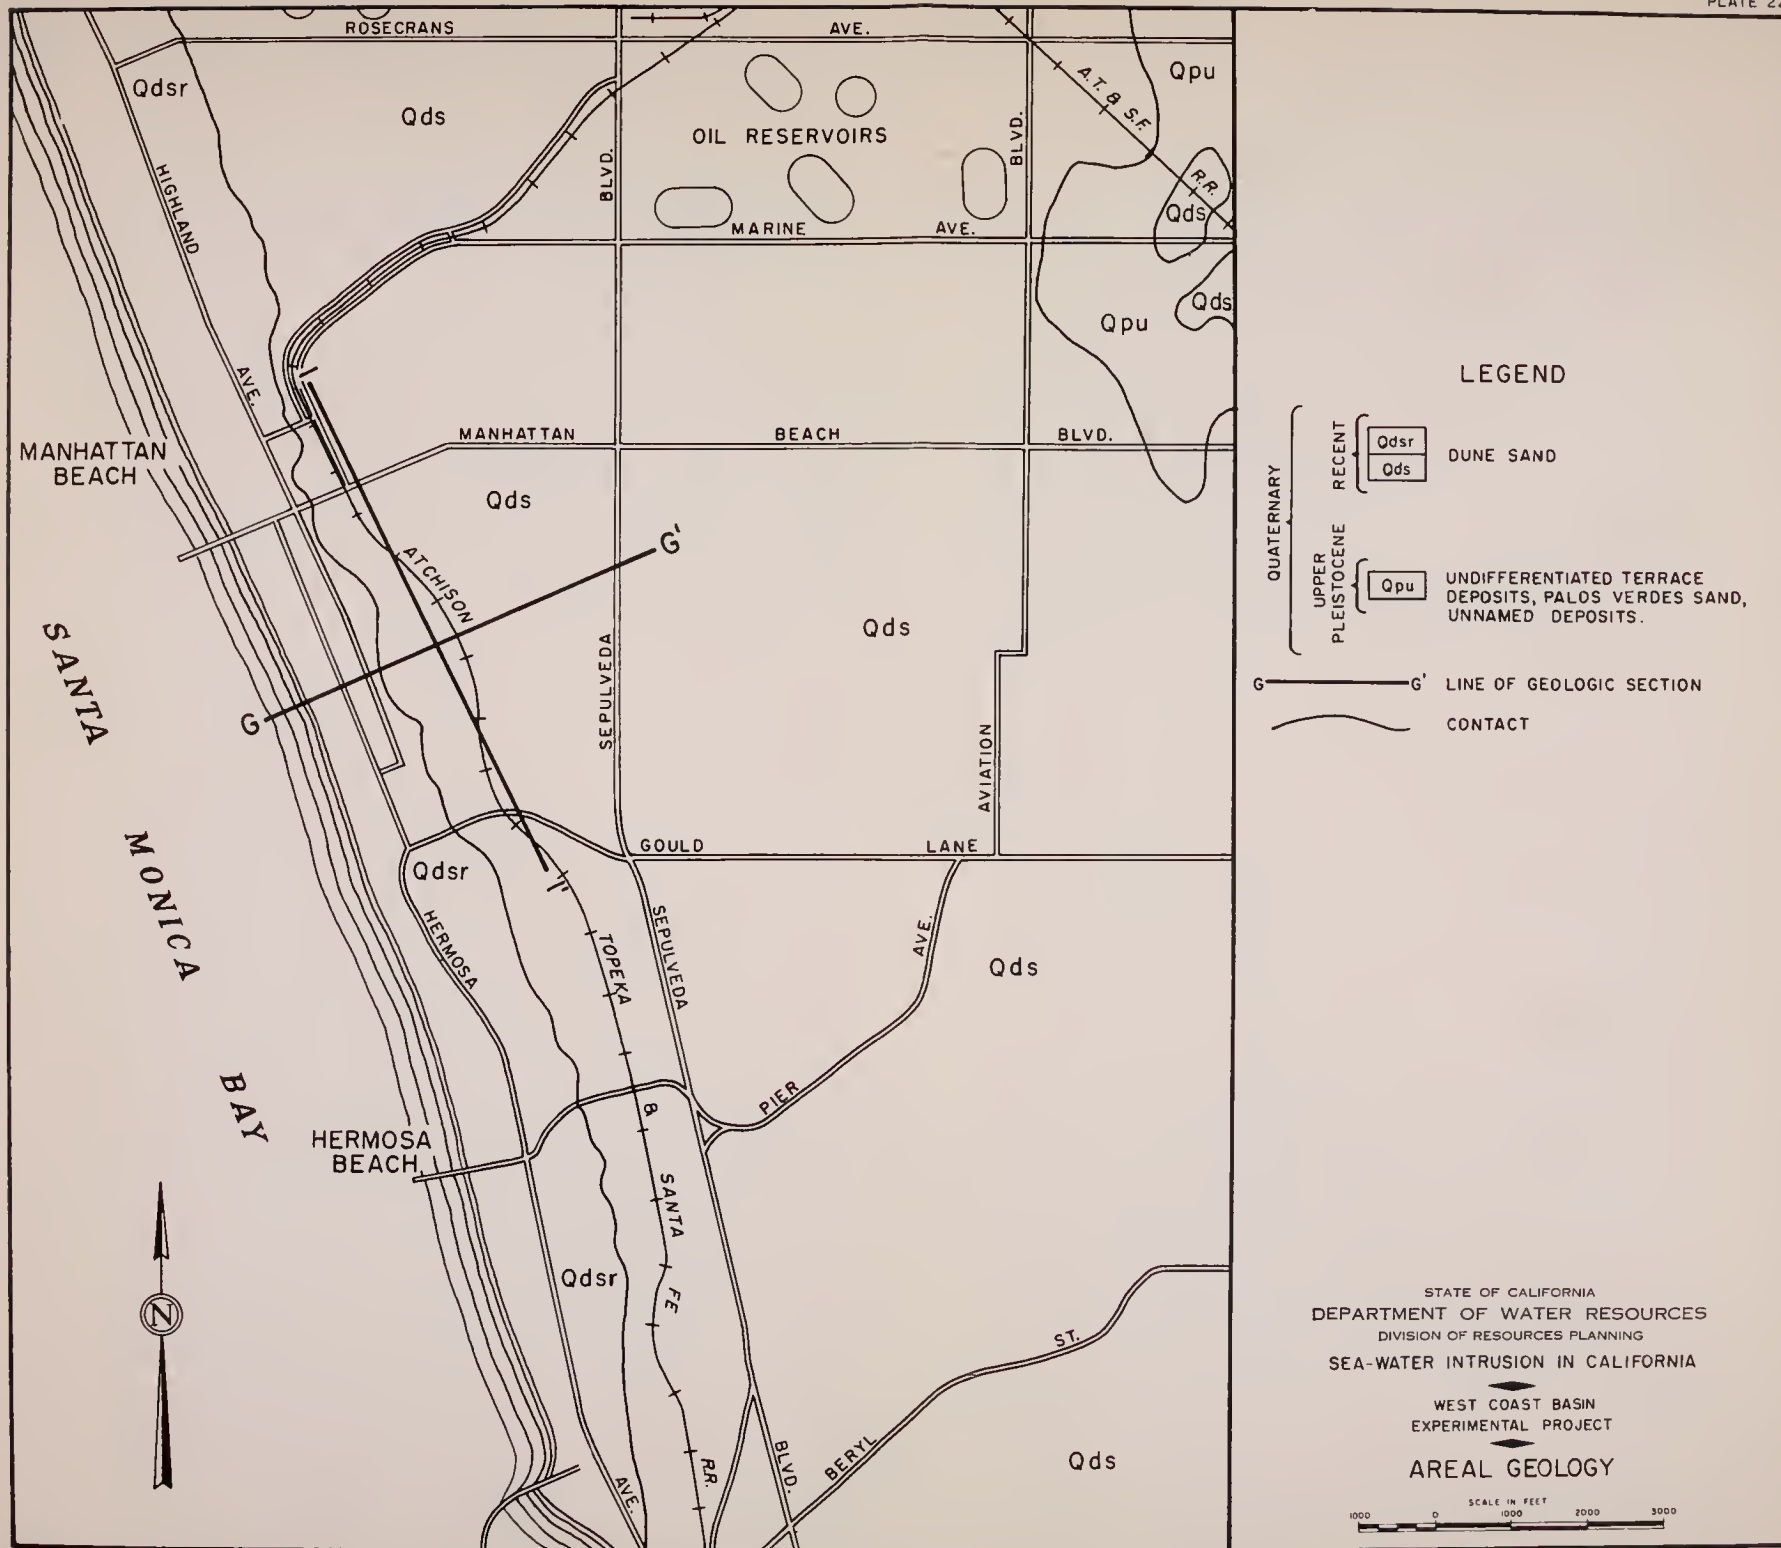 PLATE 22
ROSECRANS AVE.
Qdsr
Qds
Qpu
A.T. & S.F.
R.R.
OIL RESERVOIRS
BLVD.
BLVD.
HIGHLAND
AVE.
Qds
MARINE AVE.
Qds
Qpu
MANHATTAN
BEACH
MANHATTAN BEACH BLVD.
I
Qds
G'
ATCHISON
Qds
SEPULVEDA
G
AVIATION
SANTA
MONICA
BAY
GOULD LANE
Qdsr
I'
HERMOSA
TOPEKA
SEPULVEDA
AVE.
Qds
PIER
&
HERMOSA
BEACH
SANTA
FE
Qdsr
N
ST.
BERYL
Qds
BLVD.
R.R.
AVE.
LEGEND
QUATERNARY
RECENT
Qdsr
Qds
DUNE SAND
UPPER
PLEISTOCENE
Qpu
UNDIFFERENTIATED TERRACE
DEPOSITS, PALOS VERDES SAND,
UNNAMED DEPOSITS.
G G' LINE OF GEOLOGIC SECTION
CONTACT
STATE OF CALIFORNIA
DEPARTMENT OF WATER RESOURCES
DIVISION OF RESOURCES PLANNING
SEA-WATER INTRUSION IN CALIFORNIA
WEST COAST BASIN
EXPERIMENTAL PROJECT
AREAL GEOLOGY
SCALE IN FEET
1000 0 1000 2000 3000